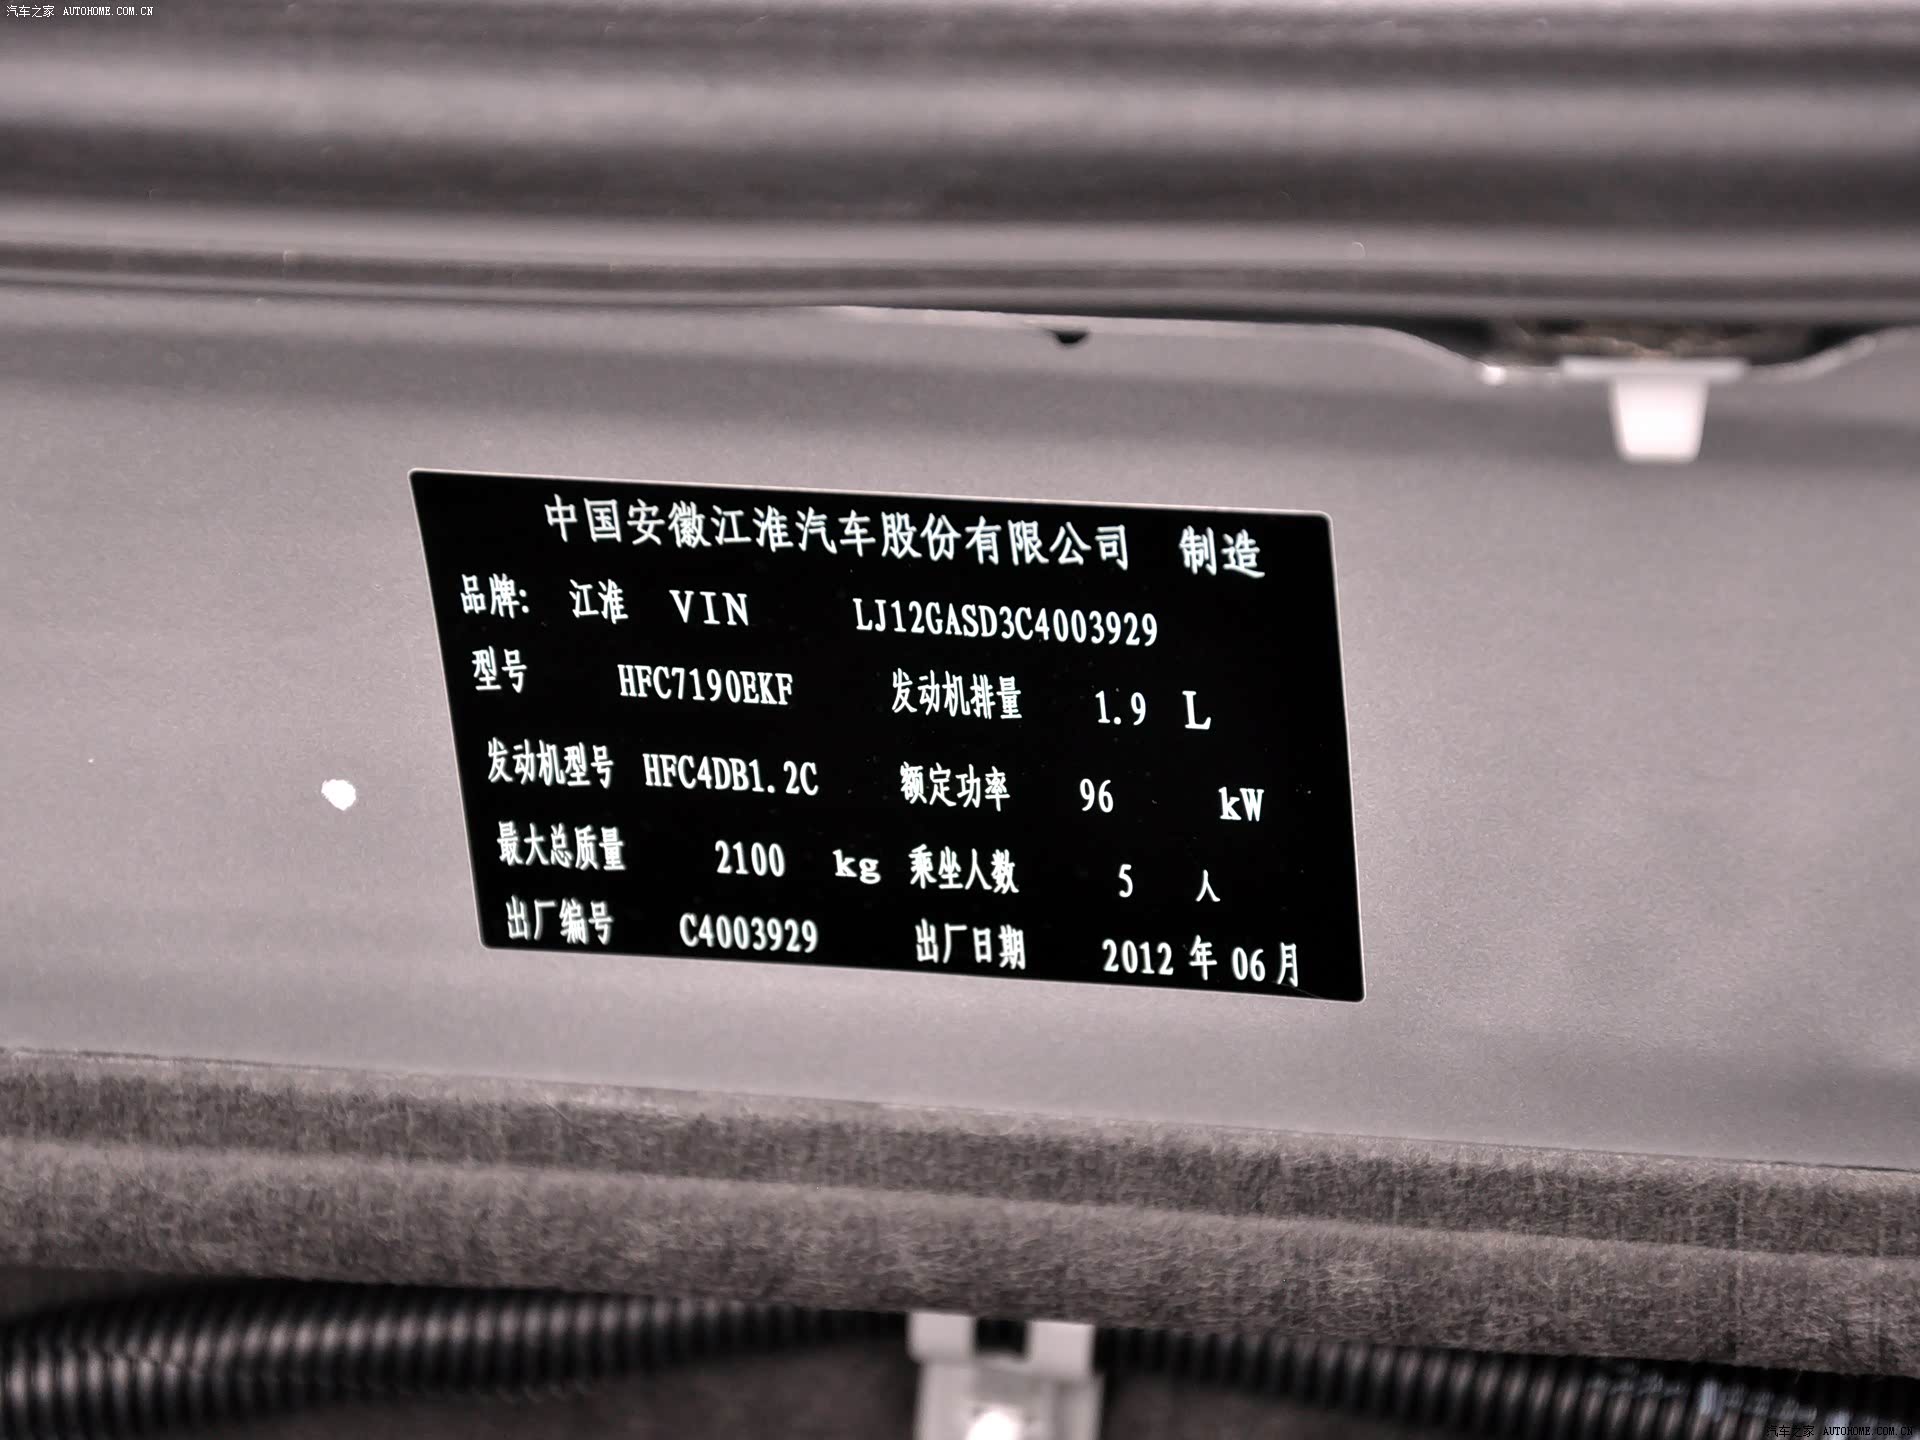 汽车之家 AUTOHOME.COM.CN
中国安徽江淮汽车股份有限公司 制造
品牌: 江淮 VIN LJ12GASD3C4003929
型号 HFC7190EKF 发动机排量 1.9 L
发动机型号 HFC4DB1.2C 额定功率 96 kW
最大总质量 2100 kg 乘坐人数 5 人
出厂编号 C4003929 出厂日期 2012 年 06 月
汽车之家 AUTOHOME.COM.CN